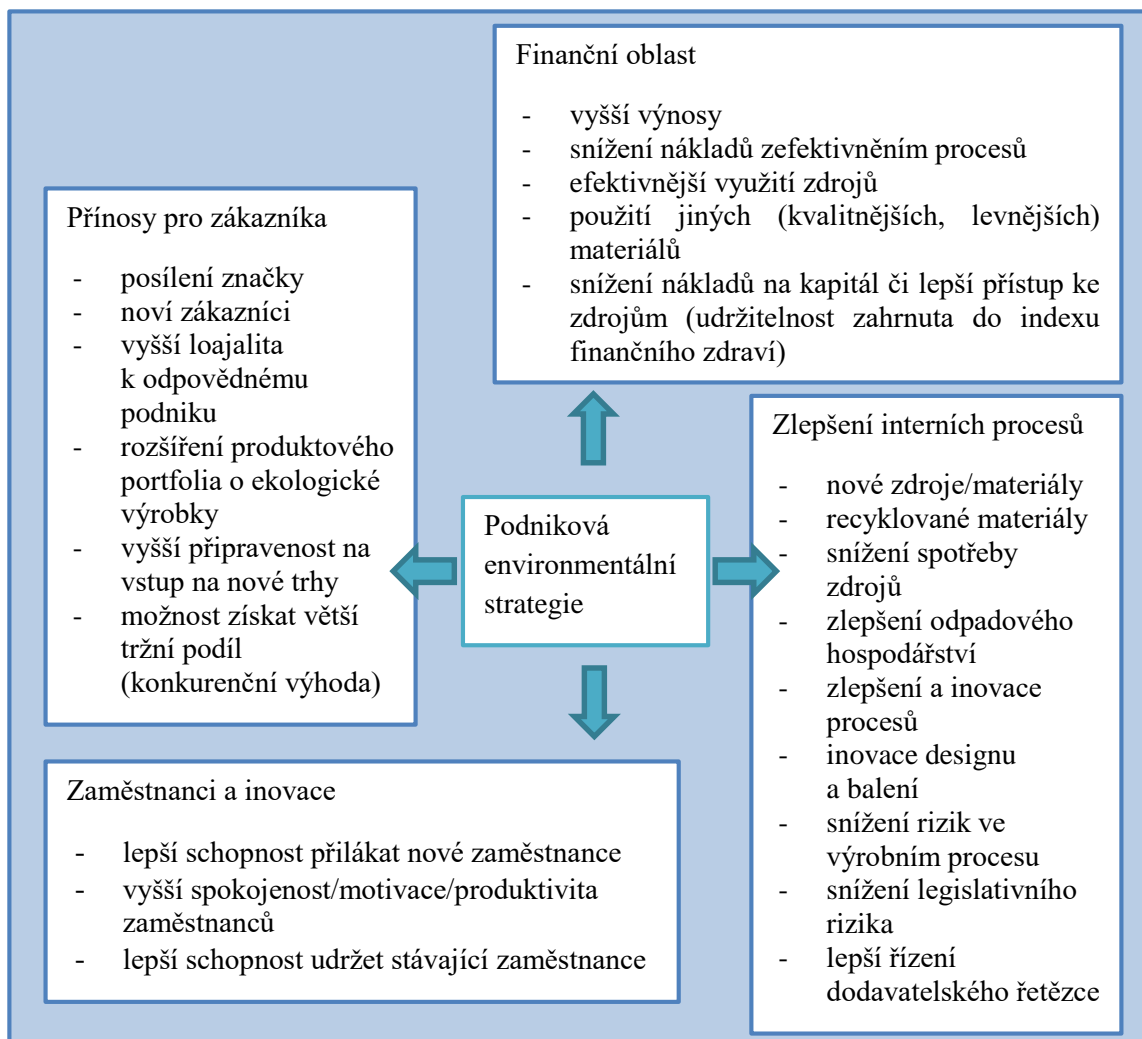 Finanční oblast
- vyšší výnosy
- snížení nákladů zefektivněním procesů
- efektivnější využití zdrojů
- použití jiných (kvalitnějších, levnějších)
materiálů
- snížení nákladů na kapitál či lepší přístup ke
zdrojům (udržitelnost zahrnuta do indexu
finančního zdraví)
Přínosy pro zákazníka
- posílení značky
- noví zákazníci
- vyšší loajalita
k odpovědnému
podniku
- rozšíření produktového
portfolia o ekologické
výrobky
- vyšší připravenost na
vstup na nové trhy
- možnost získat větší
tržní podíl
(konkurenční výhoda)
Podniková
environmentální
strategie
Zlepšení interních procesů
- nové zdroje/materiály
- recyklované materiály
- snížení spotřeby
zdrojů
- zlepšení odpadového
hospodářství
- zlepšení a inovace
procesů
- inovace designu
a balení
- snížení rizik ve
výrobním procesu
- snížení legislativního
rizika
- lepší řízení
dodavatelského řetězce
Zaměstnanci a inovace
- lepší schopnost přilákat nové zaměstnance
- vyšší spokojenost/motivace/produktivita
zaměstnanců
- lepší schopnost udržet stávající zaměstnance